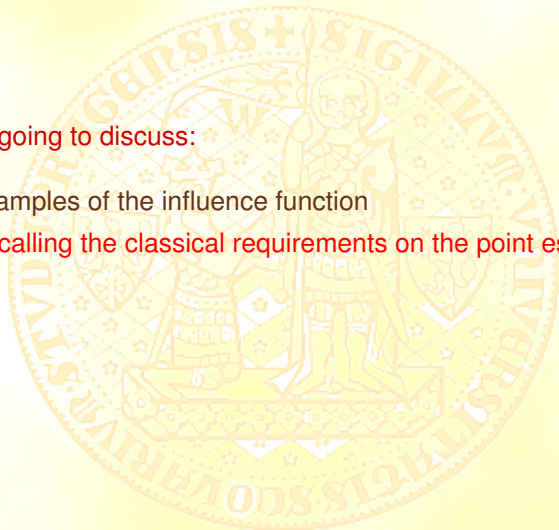 going to discuss:
amples of the influence function
calling the classical requirements on the point es